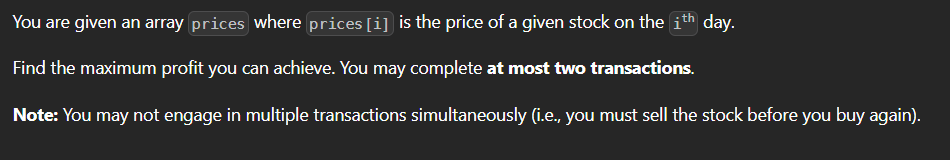 You are given an array prices where prices[i] is the price of a given stock on the ith day.
Find the maximum profit you can achieve. You may complete at most two transactions.
Note: You may not engage in multiple transactions simultaneously (i.e., you must sell the stock before you buy again).